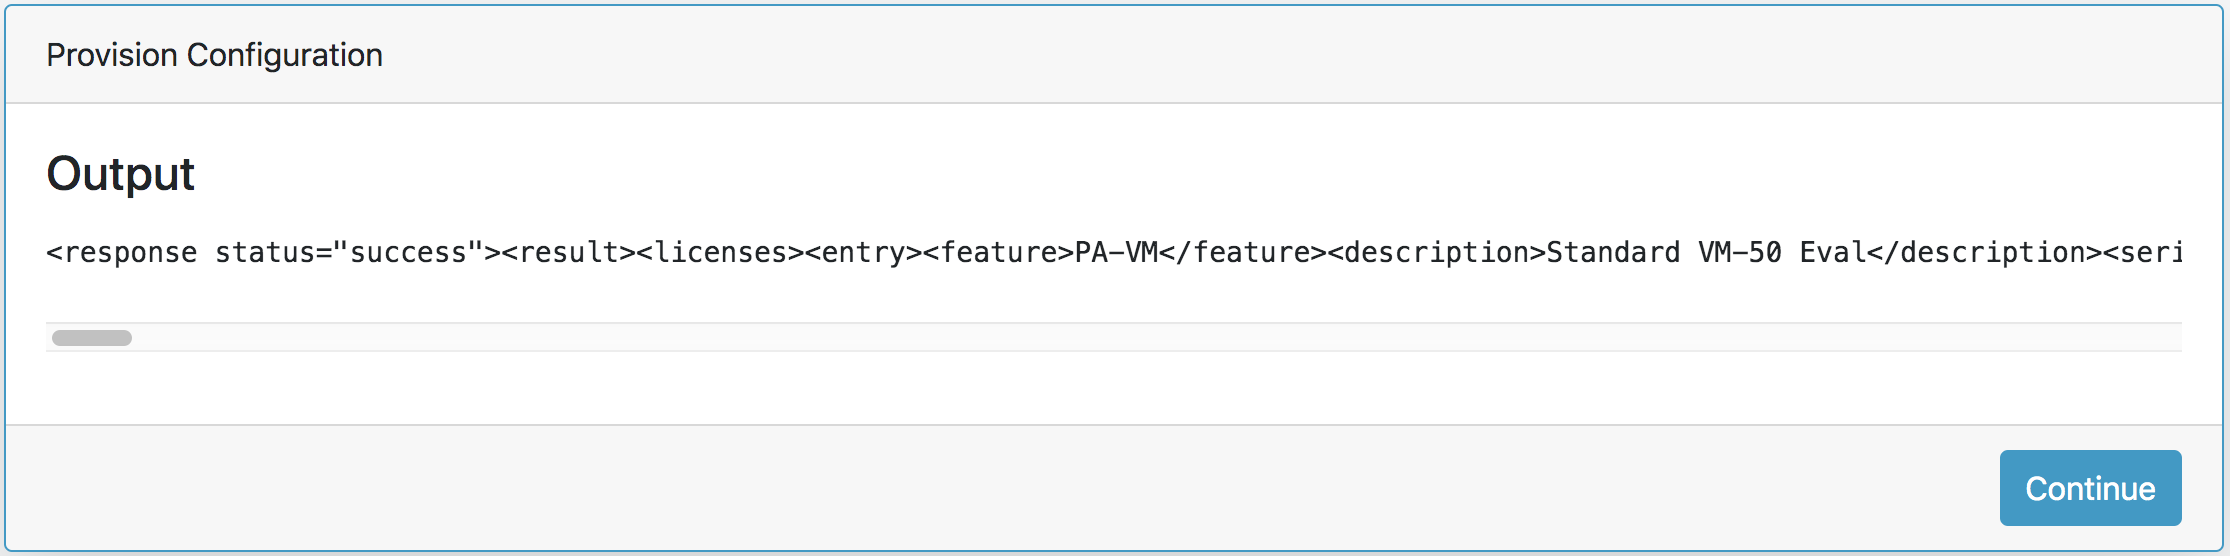 Provision Configuration
Output
<response status="success"><result><licenses><entry><feature>PA-VM</feature><description>Standard VM-50 Eval</description><seri
Continue